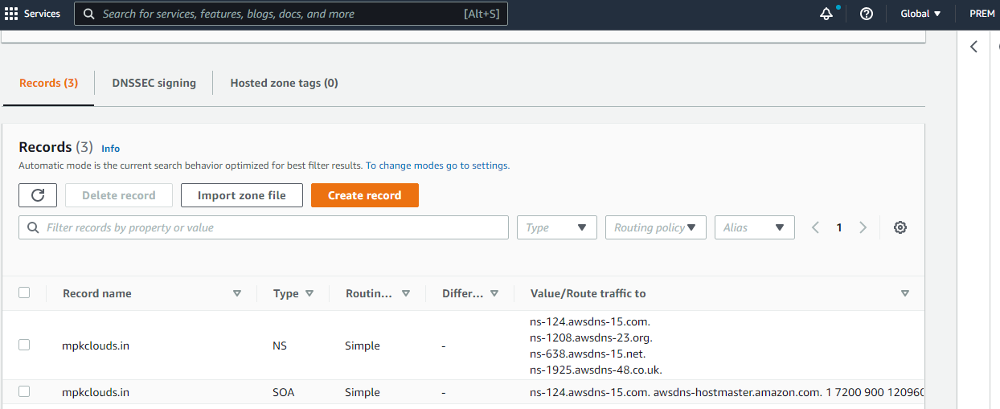 Services Search for services, features, blogs, docs, and more [Alt+S] Global PREM
Records (3) DNSSEC signing Hosted zone tags (0)
Records (3) Info
Automatic mode is the current search behavior optimized for best filter results. To change modes go to settings.
Delete record Import zone file Create record
Filter records by property or value Type Routing policy Alias 1
Record name Type Routin... Differ... Value/Route traffic to
ns-124.awsdns-15.com.
ns-1208.awsdns-23.org.
mpkclouds.in NS Simple -
ns-638.awsdns-15.net.
ns-1925.awsdns-48.co.uk.
mpkclouds.in SOA Simple - ns-124.awsdns-15.com. awsdns-hostmaster.amazon.com. 1 7200 900 120960